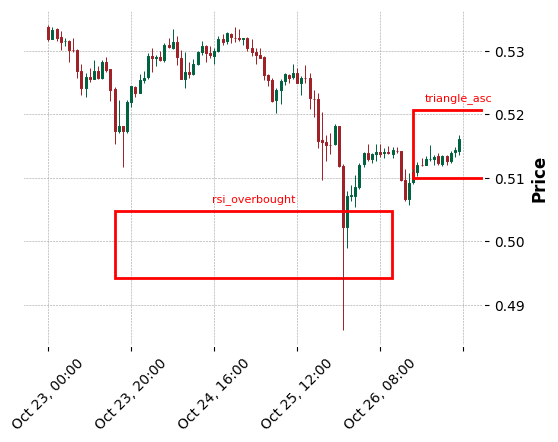 triangle_asc
rsi_overbought
0.53
0.52
0.51
0.50
0.49
Price
Oct 23, 00:00
Oct 23, 20:00
Oct 24, 16:00
Oct 25, 12:00
Oct 26, 08:00